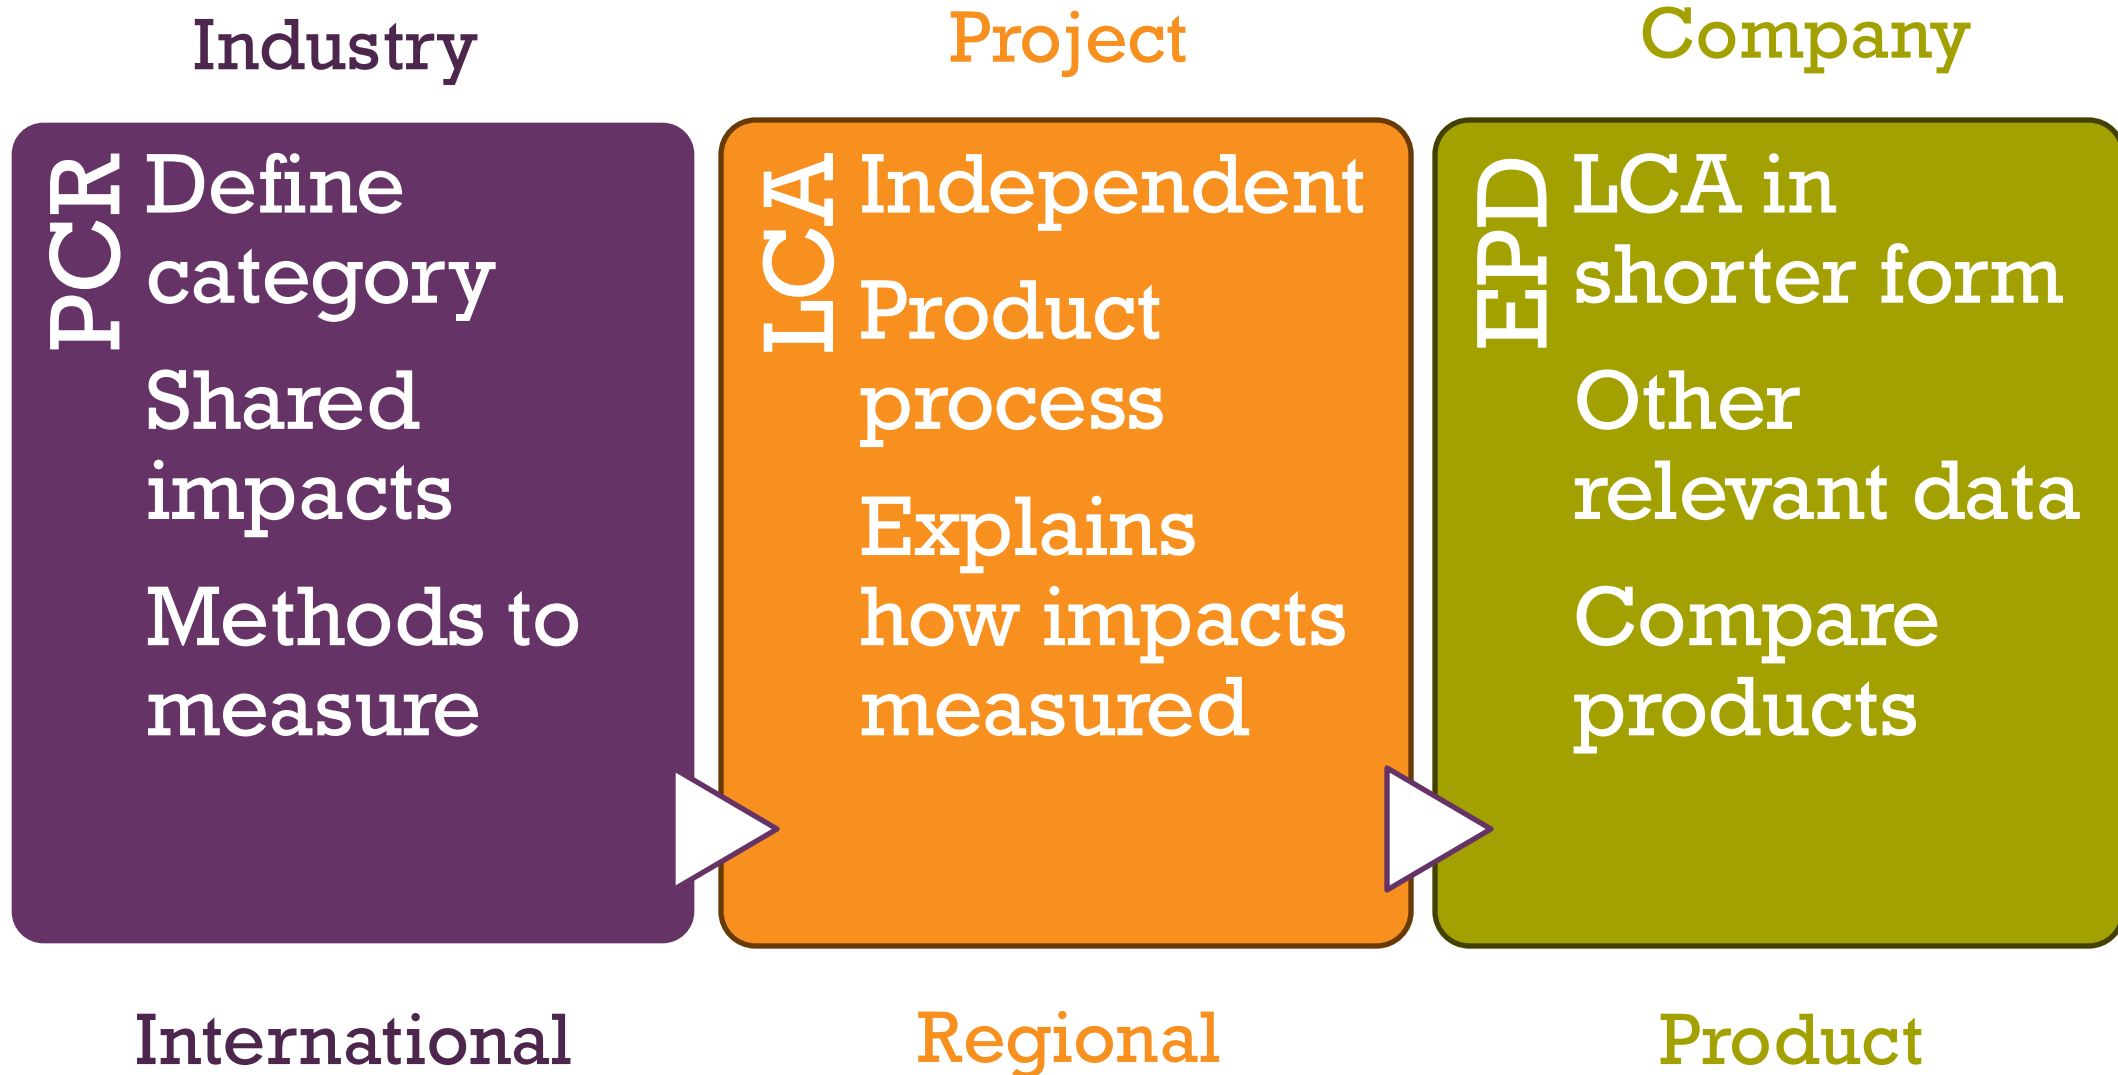 Industry
Project
Company
PCR
Define
category
Shared
impacts
Methods to
measure
LCA
Independent
Product
process
Explains
how impacts
measured
EPD
LCA in
shorter form
Other
relevant data
Compare
products
International
Regional
Product